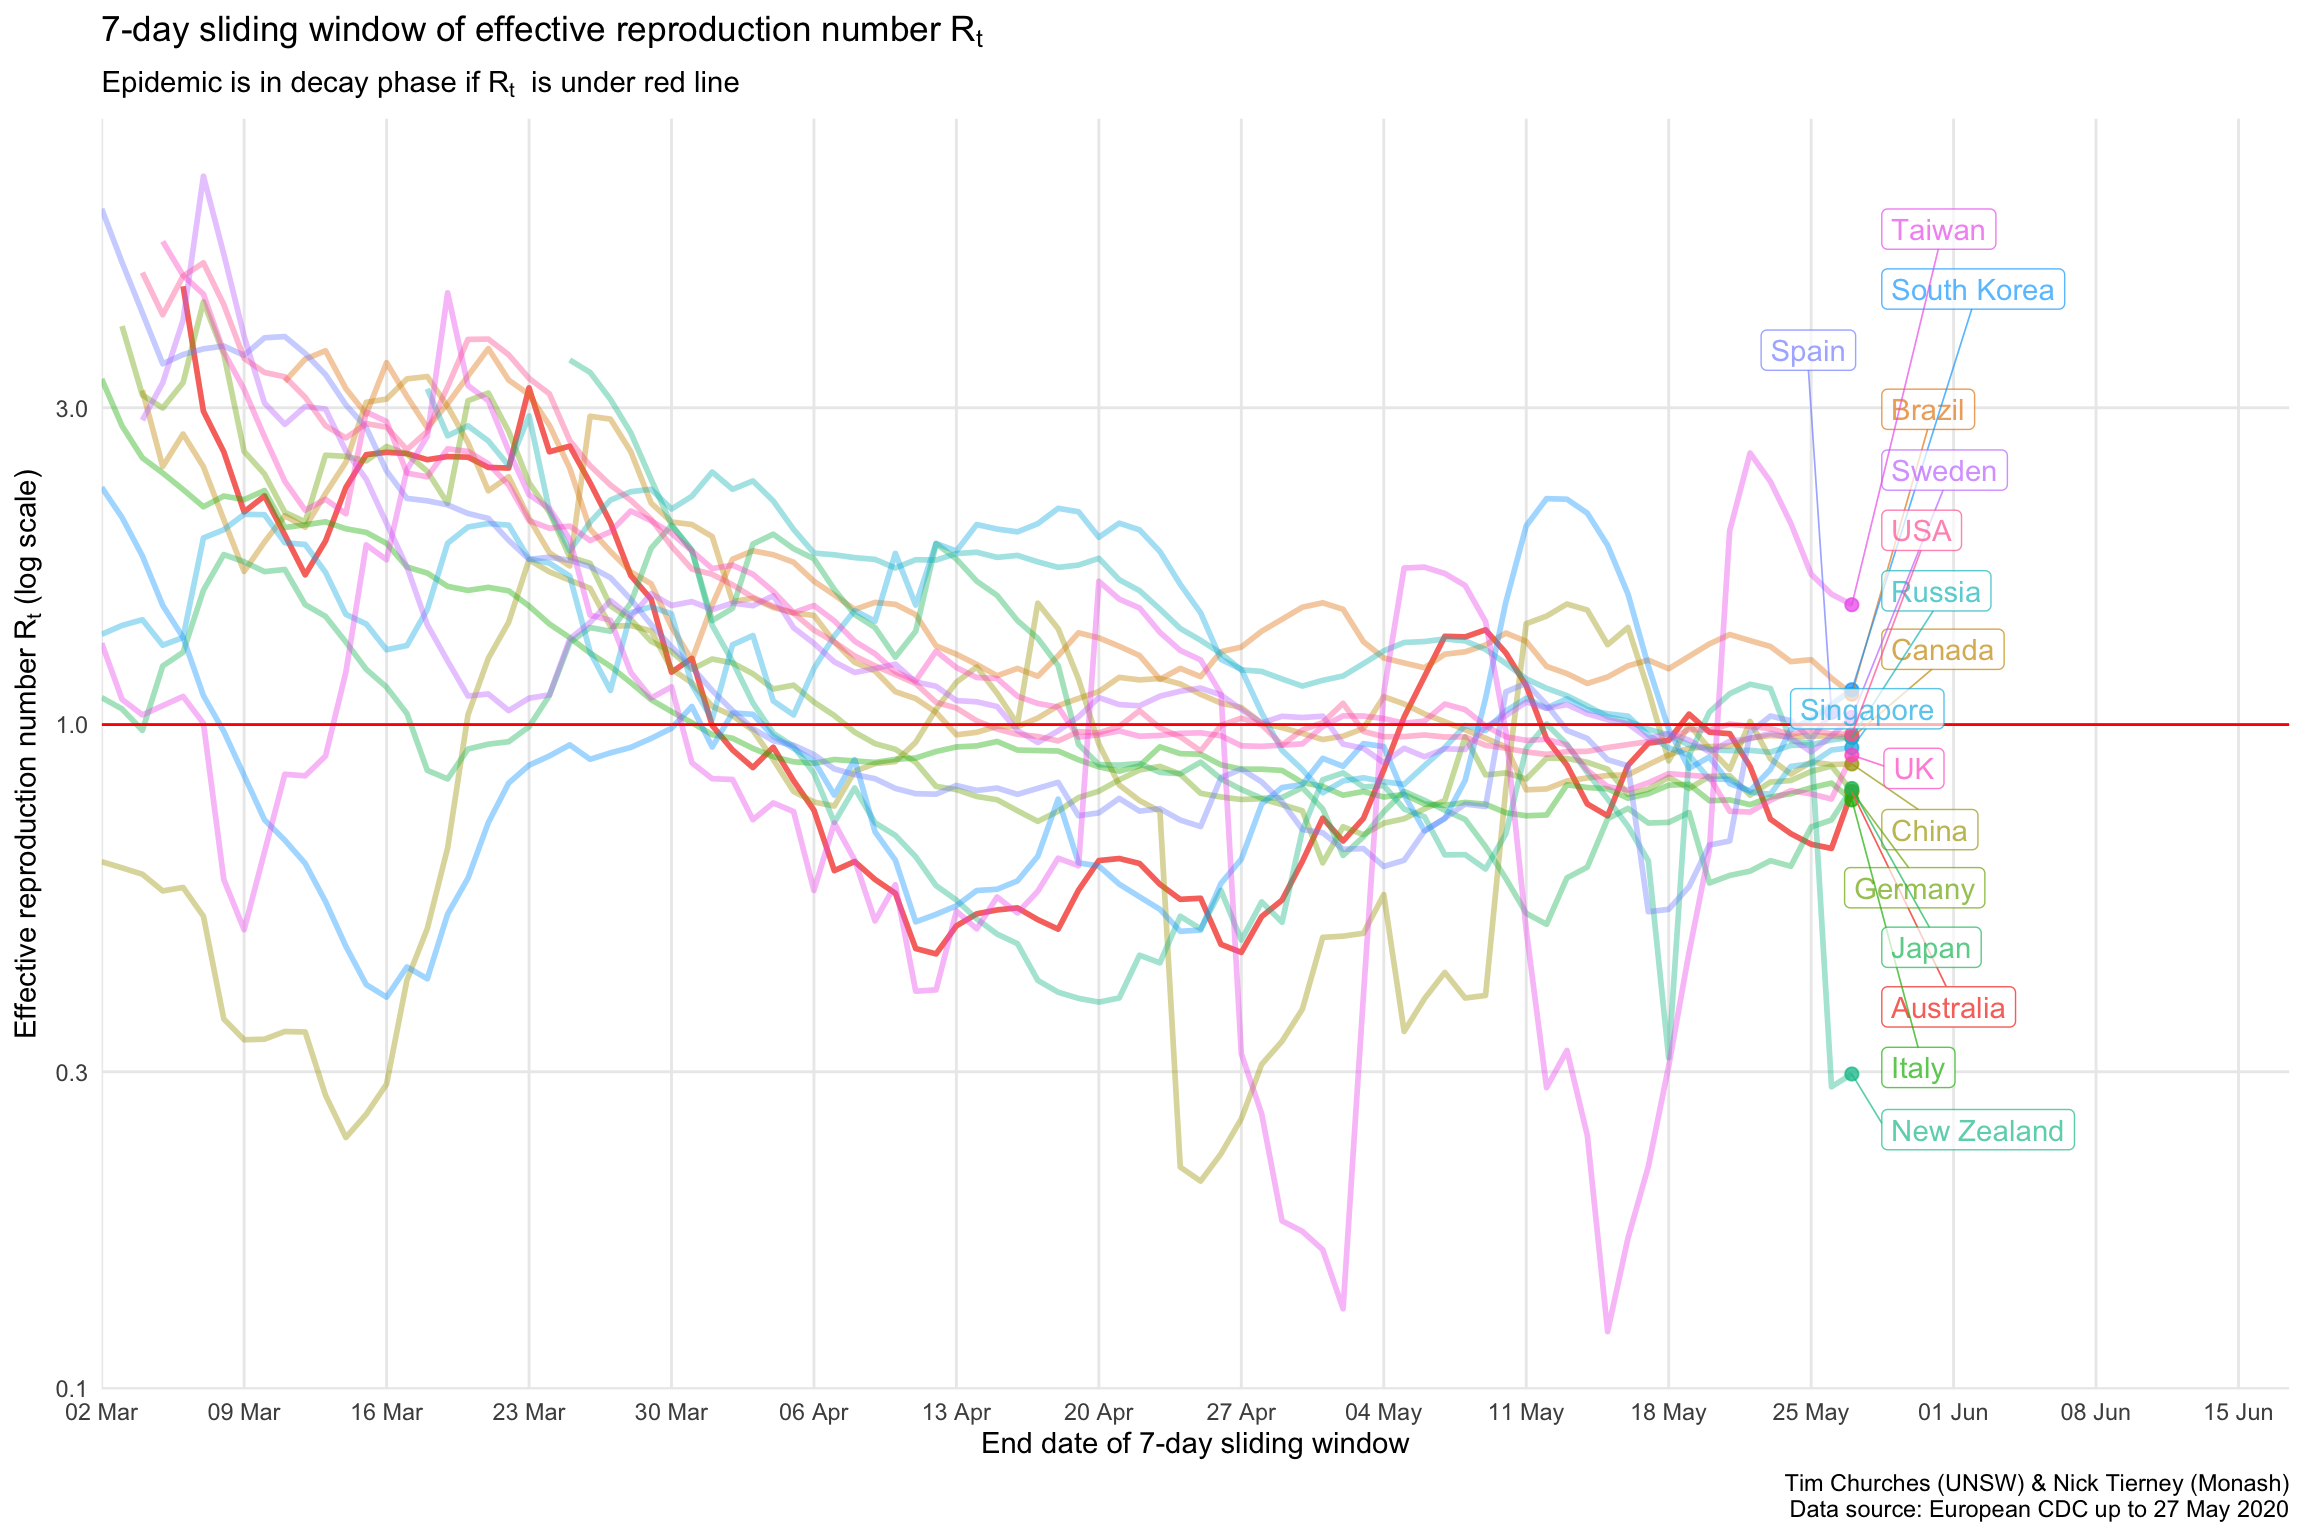 7-day sliding window of effective reproduction number Rt
Epidemic is in decay phase if Rt is under red line
Effective reproduction number Rt (log scale)
3.0
1.0
0.3
0.1
Taiwan
South Korea
Spain
Brazil
Sweden
USA
Russia
Canada
Singapore
UK
China
Germany
Japan
Australia
Italy
New Zealand
02 Mar 09 Mar 16 Mar 23 Mar 30 Mar 06 Apr 13 Apr 20 Apr 27 Apr 04 May 11 May 18 May 25 May 01 Jun 08 Jun 15 Jun
End date of 7-day sliding window
Tim Churches (UNSW) & Nick Tierney (Monash)
Data source: European CDC up to 27 May 2020